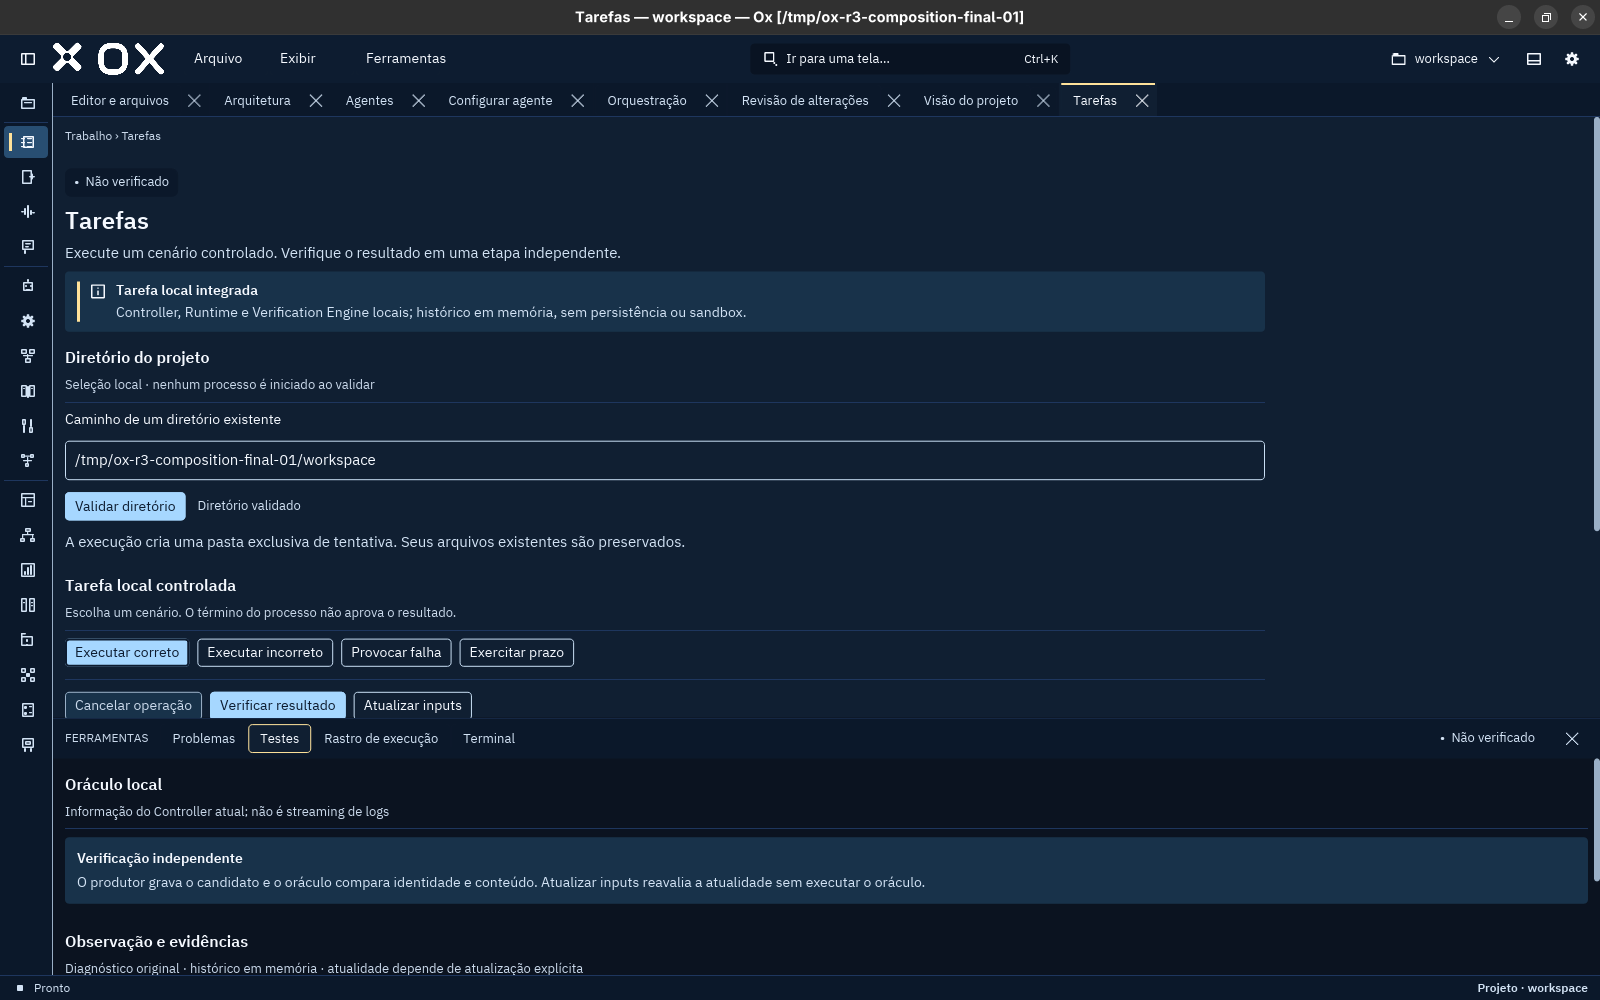 Tarefas — workspace — Ox [/tmp/ox-r3-composition-final-01]
OX Arquivo Exibir Ferramentas Ir para uma tela... Ctrl+K workspace
Editor e arquivos Arquitetura Agentes Configurar agente Orquestração Revisão de alterações Visão do projeto Tarefas
Trabalho › Tarefas
• Não verificado
Tarefas
Execute um cenário controlado. Verifique o resultado em uma etapa independente.
Tarefa local integrada
Controller, Runtime e Verification Engine locais; histórico em memória, sem persistência ou sandbox.
Diretório do projeto
Seleção local · nenhum processo é iniciado ao validar
Caminho de um diretório existente
/tmp/ox-r3-composition-final-01/workspace
Validar diretório Diretório validado
A execução cria uma pasta exclusiva de tentativa. Seus arquivos existentes são preservados.
Tarefa local controlada
Escolha um cenário. O término do processo não aprova o resultado.
Executar correto Executar incorreto Provocar falha Exercitar prazo
Cancelar operação Verificar resultado Atualizar inputs
FERRAMENTAS Problemas Testes Rastro de execução Terminal • Não verificado
Oráculo local
Informação do Controller atual; não é streaming de logs
Verificação independente
O produtor grava o candidato e o oráculo compara identidade e conteúdo. Atualizar inputs reavalia a atualidade sem executar o oráculo.
Observação e evidências
Diagnóstico original · histórico em memória · atualidade depende de atualização explícita
Pronto Projeto · workspace